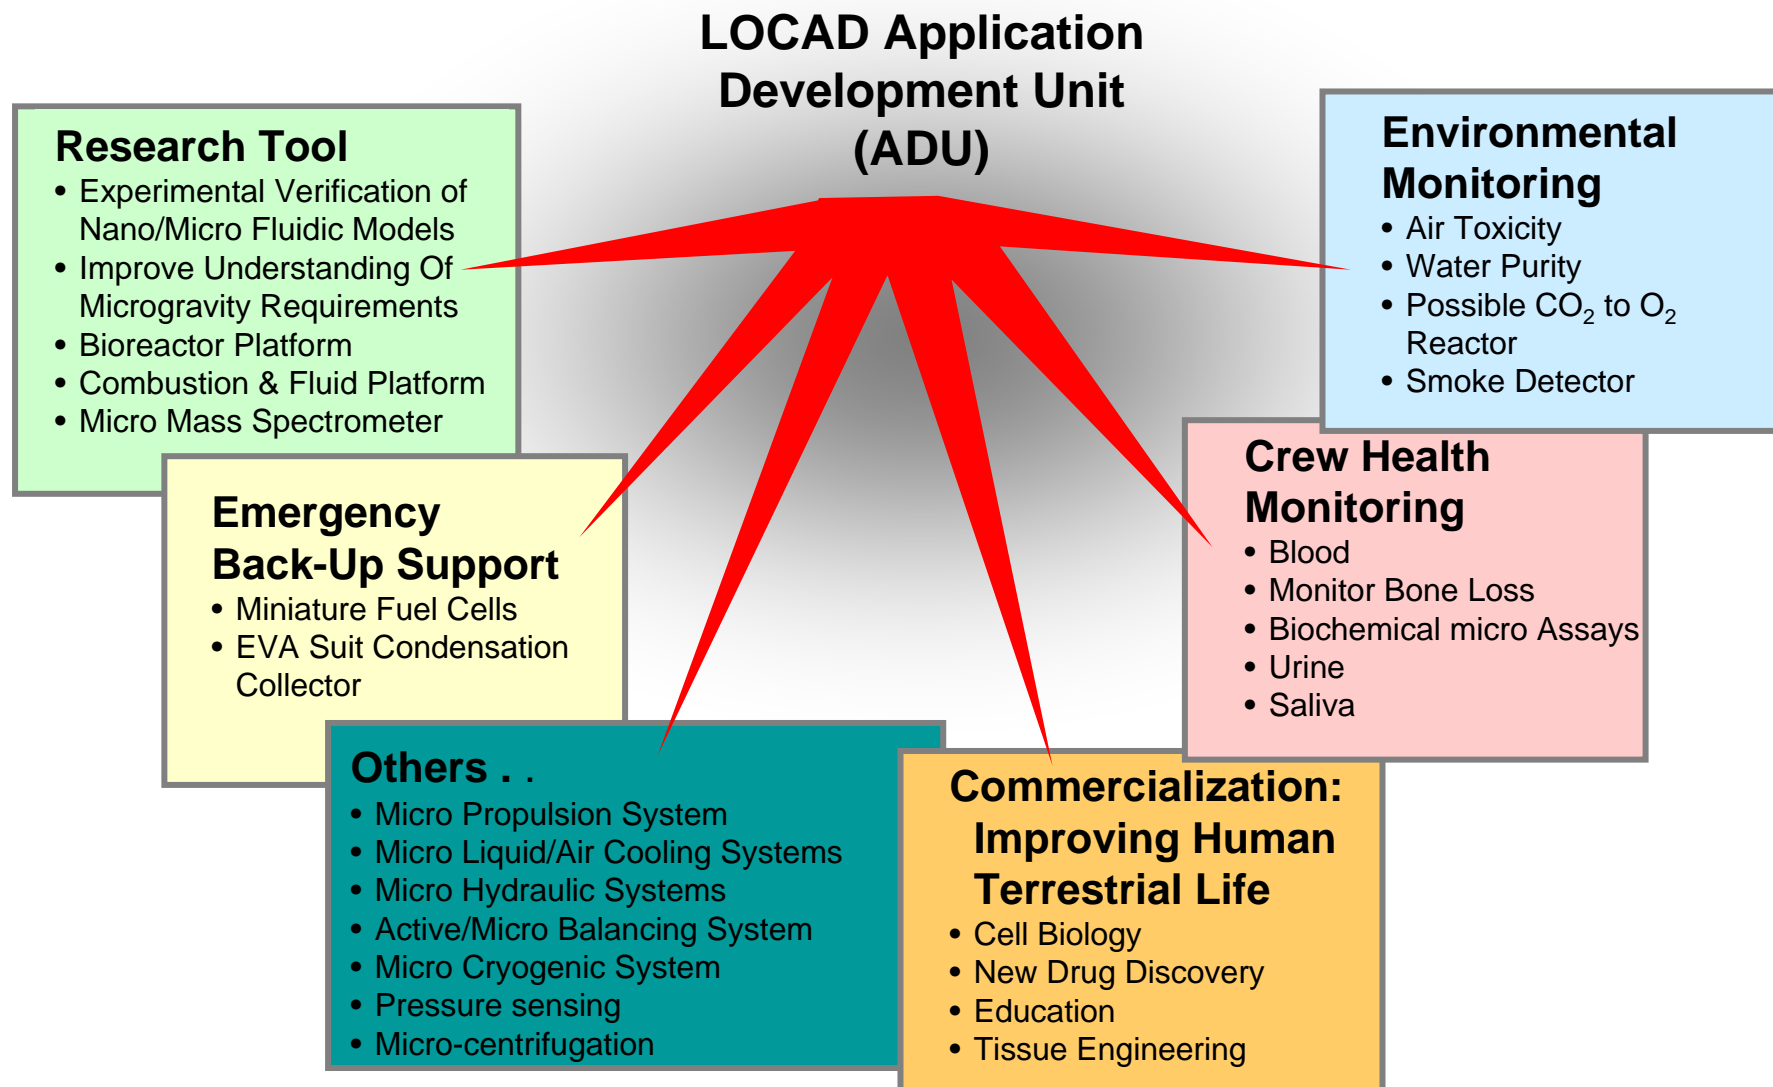 LOCAD Application
Development Unit
(ADU)
Research Tool
• Experimental Verification of
Nano/Micro Fluidic Models
• Improve Understanding Of
Microgravity Requirements
• Bioreactor Platform
• Combustion & Fluid Platform
• Micro Mass Spectrometer
Emergency
Back-Up Support
• Miniature Fuel Cells
• EVA Suit Condensation
Collector
Others . .
• Micro Propulsion System
• Micro Liquid/Air Cooling Systems
• Micro Hydraulic Systems
• Active/Micro Balancing System
• Micro Cryogenic System
• Pressure sensing
• Micro-centrifugation
Commercialization:
Improving Human
Terrestrial Life
• Cell Biology
• New Drug Discovery
• Education
• Tissue Engineering
Crew Health
Monitoring
• Blood
• Monitor Bone Loss
• Biochemical micro Assays
• Urine
• Saliva
Environmental
Monitoring
• Air Toxicity
• Water Purity
• Possible CO₂ to O₂
Reactor
• Smoke Detector